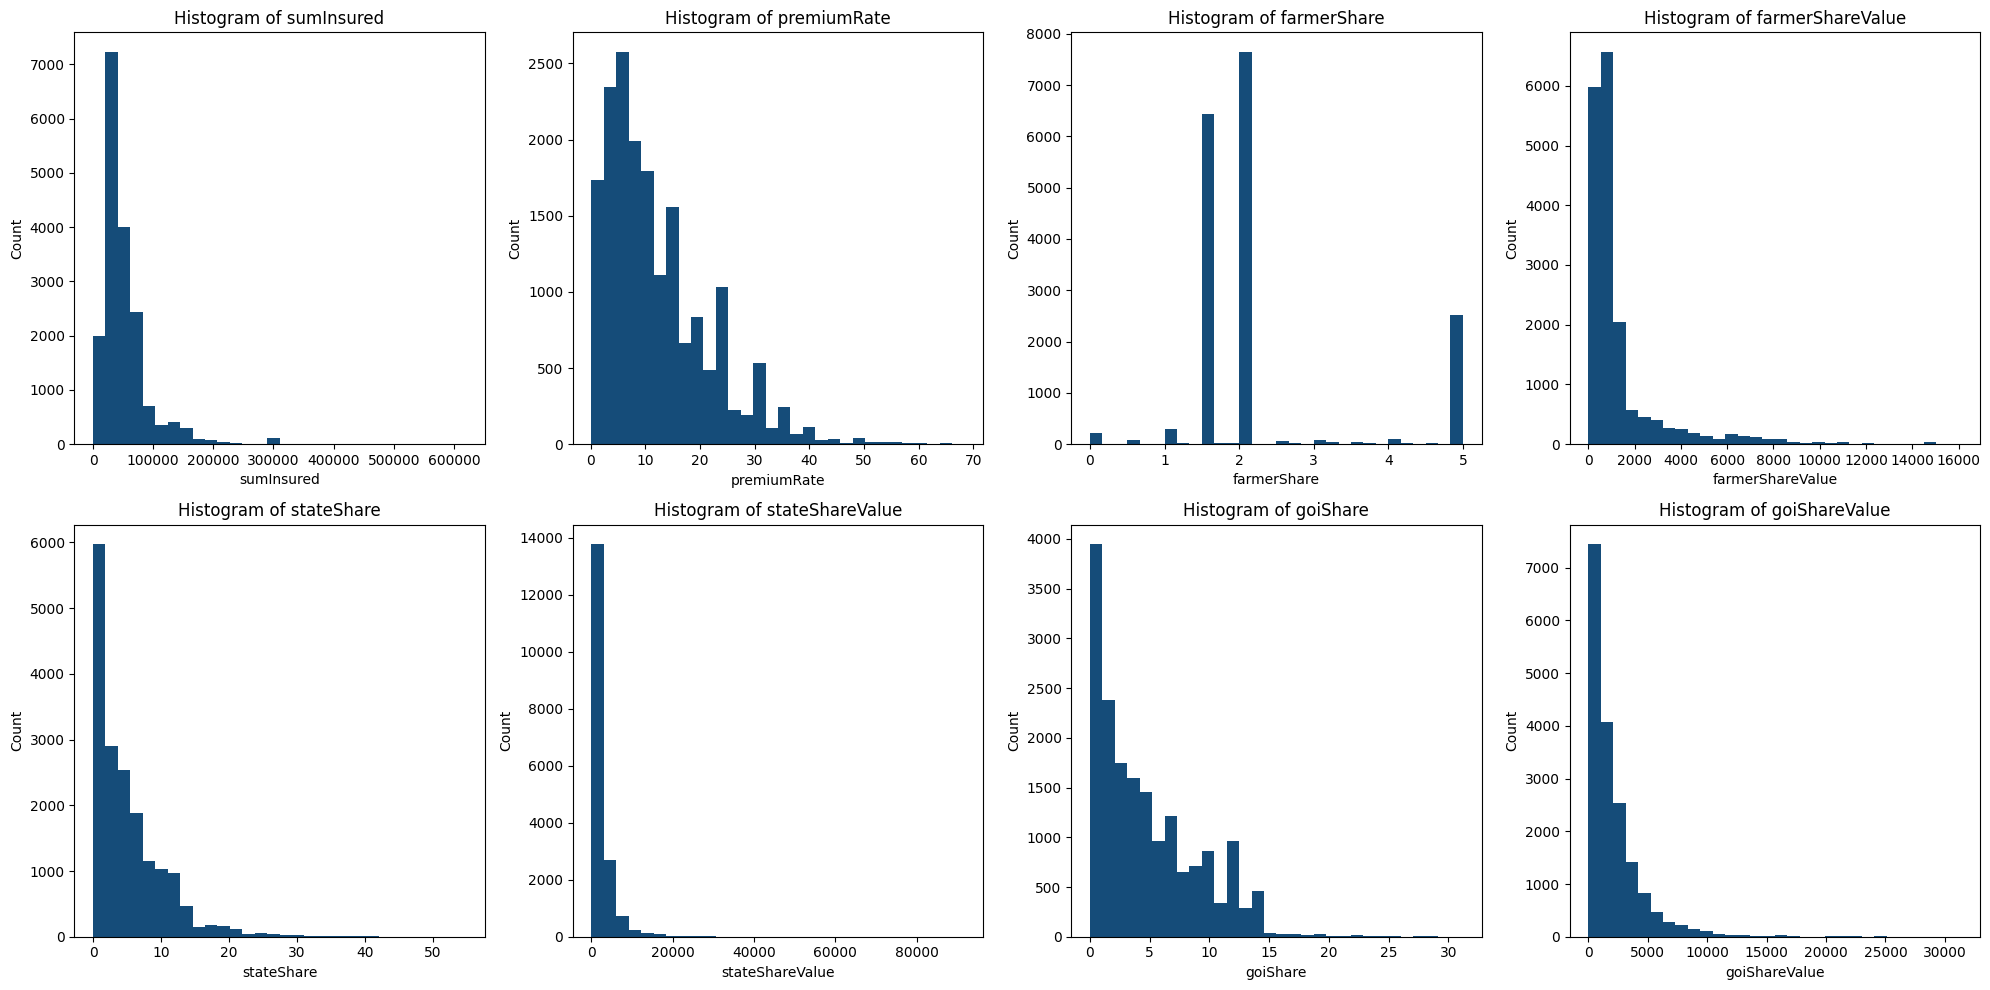 Histogram of sumInsured
Count
7000
6000
5000
4000
3000
2000
1000
0
0 100000 200000 300000 400000 500000 600000
sumInsured
Histogram of premiumRate
Count
2500
2000
1500
1000
500
0
0 10 20 30 40 50 60 70
premiumRate
Histogram of farmerShare
Count
8000
7000
6000
5000
4000
3000
2000
1000
0
0 1 2 3 4 5
farmerShare
Histogram of farmerShareValue
Count
6000
5000
4000
3000
2000
1000
0
0 2000 4000 6000 8000 10000 12000 14000 16000
farmerShareValue
Histogram of stateShare
Count
6000
5000
4000
3000
2000
1000
0
0 10 20 30 40 50
stateShare
Histogram of stateShareValue
Count
14000
12000
10000
8000
6000
4000
2000
0
0 20000 40000 60000 80000
stateShareValue
Histogram of goiShare
Count
4000
3500
3000
2500
2000
1500
1000
500
0
0 5 10 15 20 25 30
goiShare
Histogram of goiShareValue
Count
7000
6000
5000
4000
3000
2000
1000
0
0 5000 10000 15000 20000 25000 30000
goiShareValue